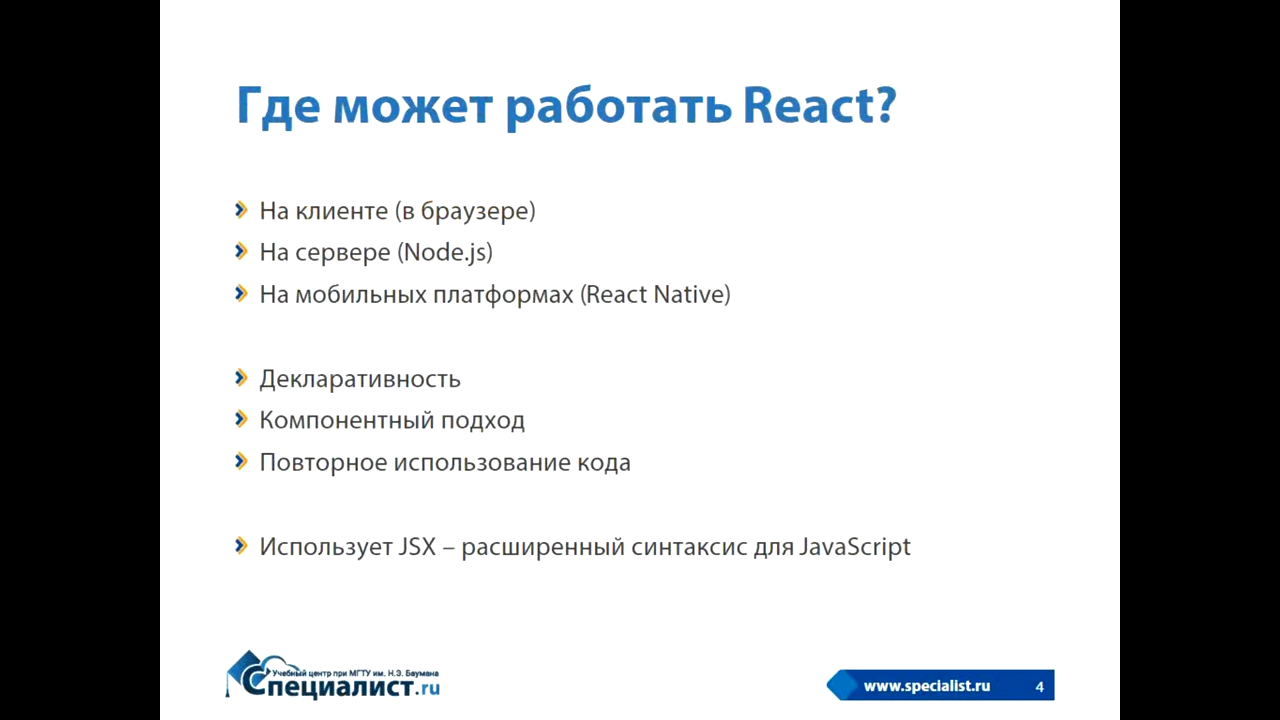 Где может работать React?
На клиенте (в браузере)
На сервере (Node.js)
На мобильных платформах (React Native)
Декларативность
Компонентный подход
Повторное использование кода
Использует JSX – расширенный синтаксис для JavaScript
Учебный центр при МГТУ им. Н.Э. Баумана
Специалист.ru
www.specialist.ru 4